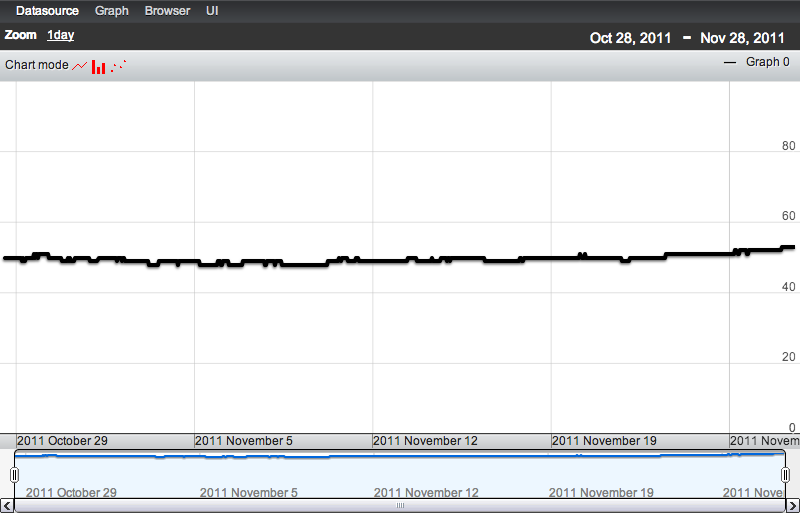 Datasource Graph Browser UI
Zoom 1day Oct 28, 2011 – Nov 28, 2011
Chart mode — Graph 0
80
60
40
20
0
2011 October 29 2011 November 5 2011 November 12 2011 November 19 2011 Novem
2011 October 29 2011 November 5 2011 November 12 2011 November 19 2011 Nove